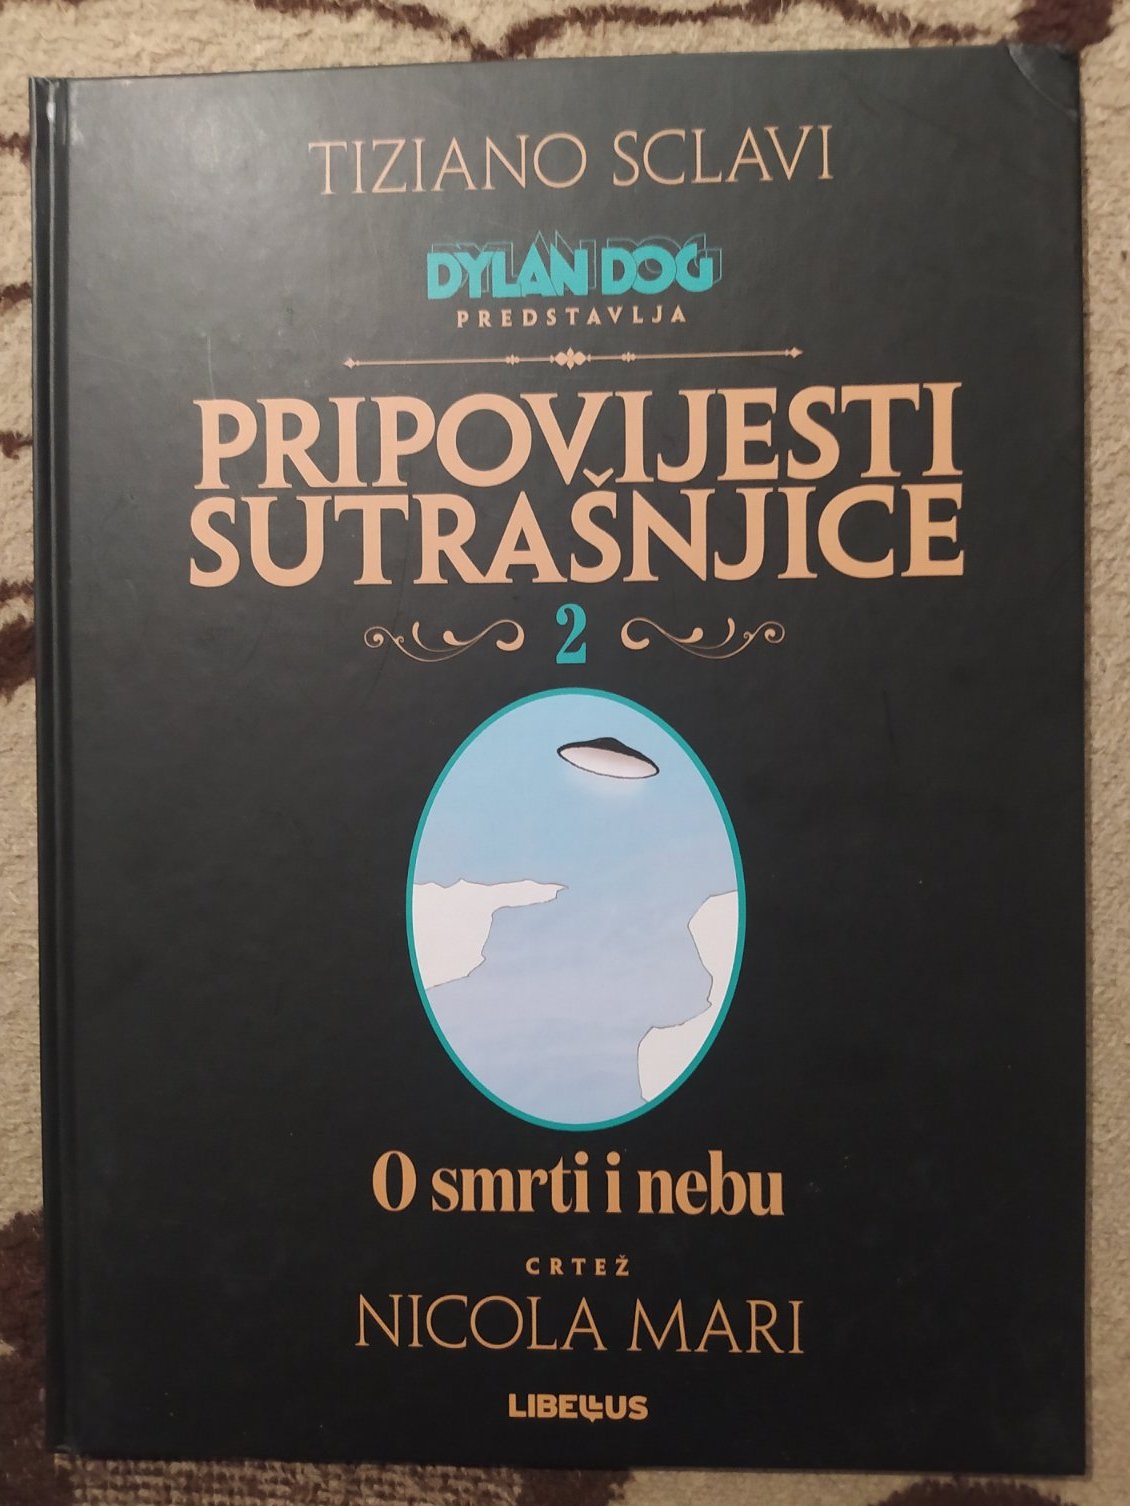 TIZIANO SCLAVI
DYLAN DOG
PREDSTAVLJA
PRIPOVIJESTI
SUTRAŠNJICE
2
O smrti i nebu
CRTEŽ
NICOLA MARI
LIBELLUS